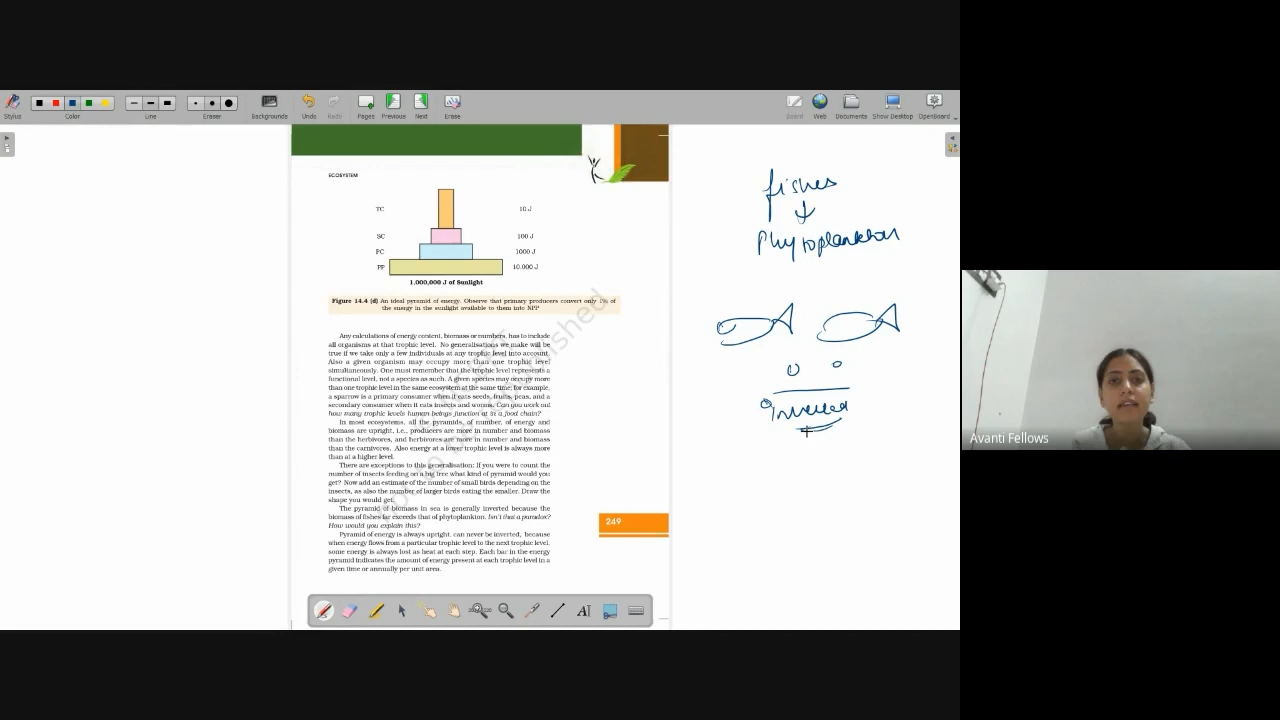 Stylus
Color
Line
Eraser
Backgrounds
Undo
Redo
Pages
Previous
Next
Erase
Board
Web
Documents
Show Desktop
OpenBoard
ECOSYSTEM
TC 10 J
SC 100 J
PC 1000 J
PP 10,000 J
1,000,000 J of Sunlight
Figure 14.4 (d) An ideal pyramid of energy. Observe that primary producers convert only 1% of
the energy in the sunlight available to them into NPP
Any calculations of energy content, biomass or numbers, has to include
all organisms at that trophic level. No generalisations we make will be
true if we take only a few individuals at any trophic level into account.
Also a given organism may occupy more than one trophic level
simultaneously. One must remember that the trophic level represents a
functional level, not a species as such. A given species may occupy more
than one trophic level in the same ecosystem at the same time; for example,
a sparrow is a primary consumer when it eats seeds, fruits, peas, and a
secondary consumer when it eats insects and worms. Can you work out
how many trophic levels human beings function at in a food chain?
In most ecosystems, all the pyramids, of number, of energy and
biomass are upright, i.e., producers are more in number and biomass
than the herbivores, and herbivores are more in number and biomass
than the carnivores. Also energy at a lower trophic level is always more
than at a higher level.
There are exceptions to this generalisation: If you were to count the
number of insects feeding on a big tree what kind of pyramid would you
get? Now add an estimate of the number of small birds depending on the
insects, as also the number of larger birds eating the smaller. Draw the
shape you would get.
The pyramid of biomass in sea is generally inverted because the
biomass of fishes far exceeds that of phytoplankton. Isn't that a paradox?
How would you explain this?
Pyramid of energy is always upright, can never be inverted, because
when energy flows from a particular trophic level to the next trophic level,
some energy is always lost as heat at each step. Each bar in the energy
pyramid indicates the amount of energy present at each trophic level in a
given time or annually per unit area.
249
fishes
Phytoplankton
Avanti Fellows